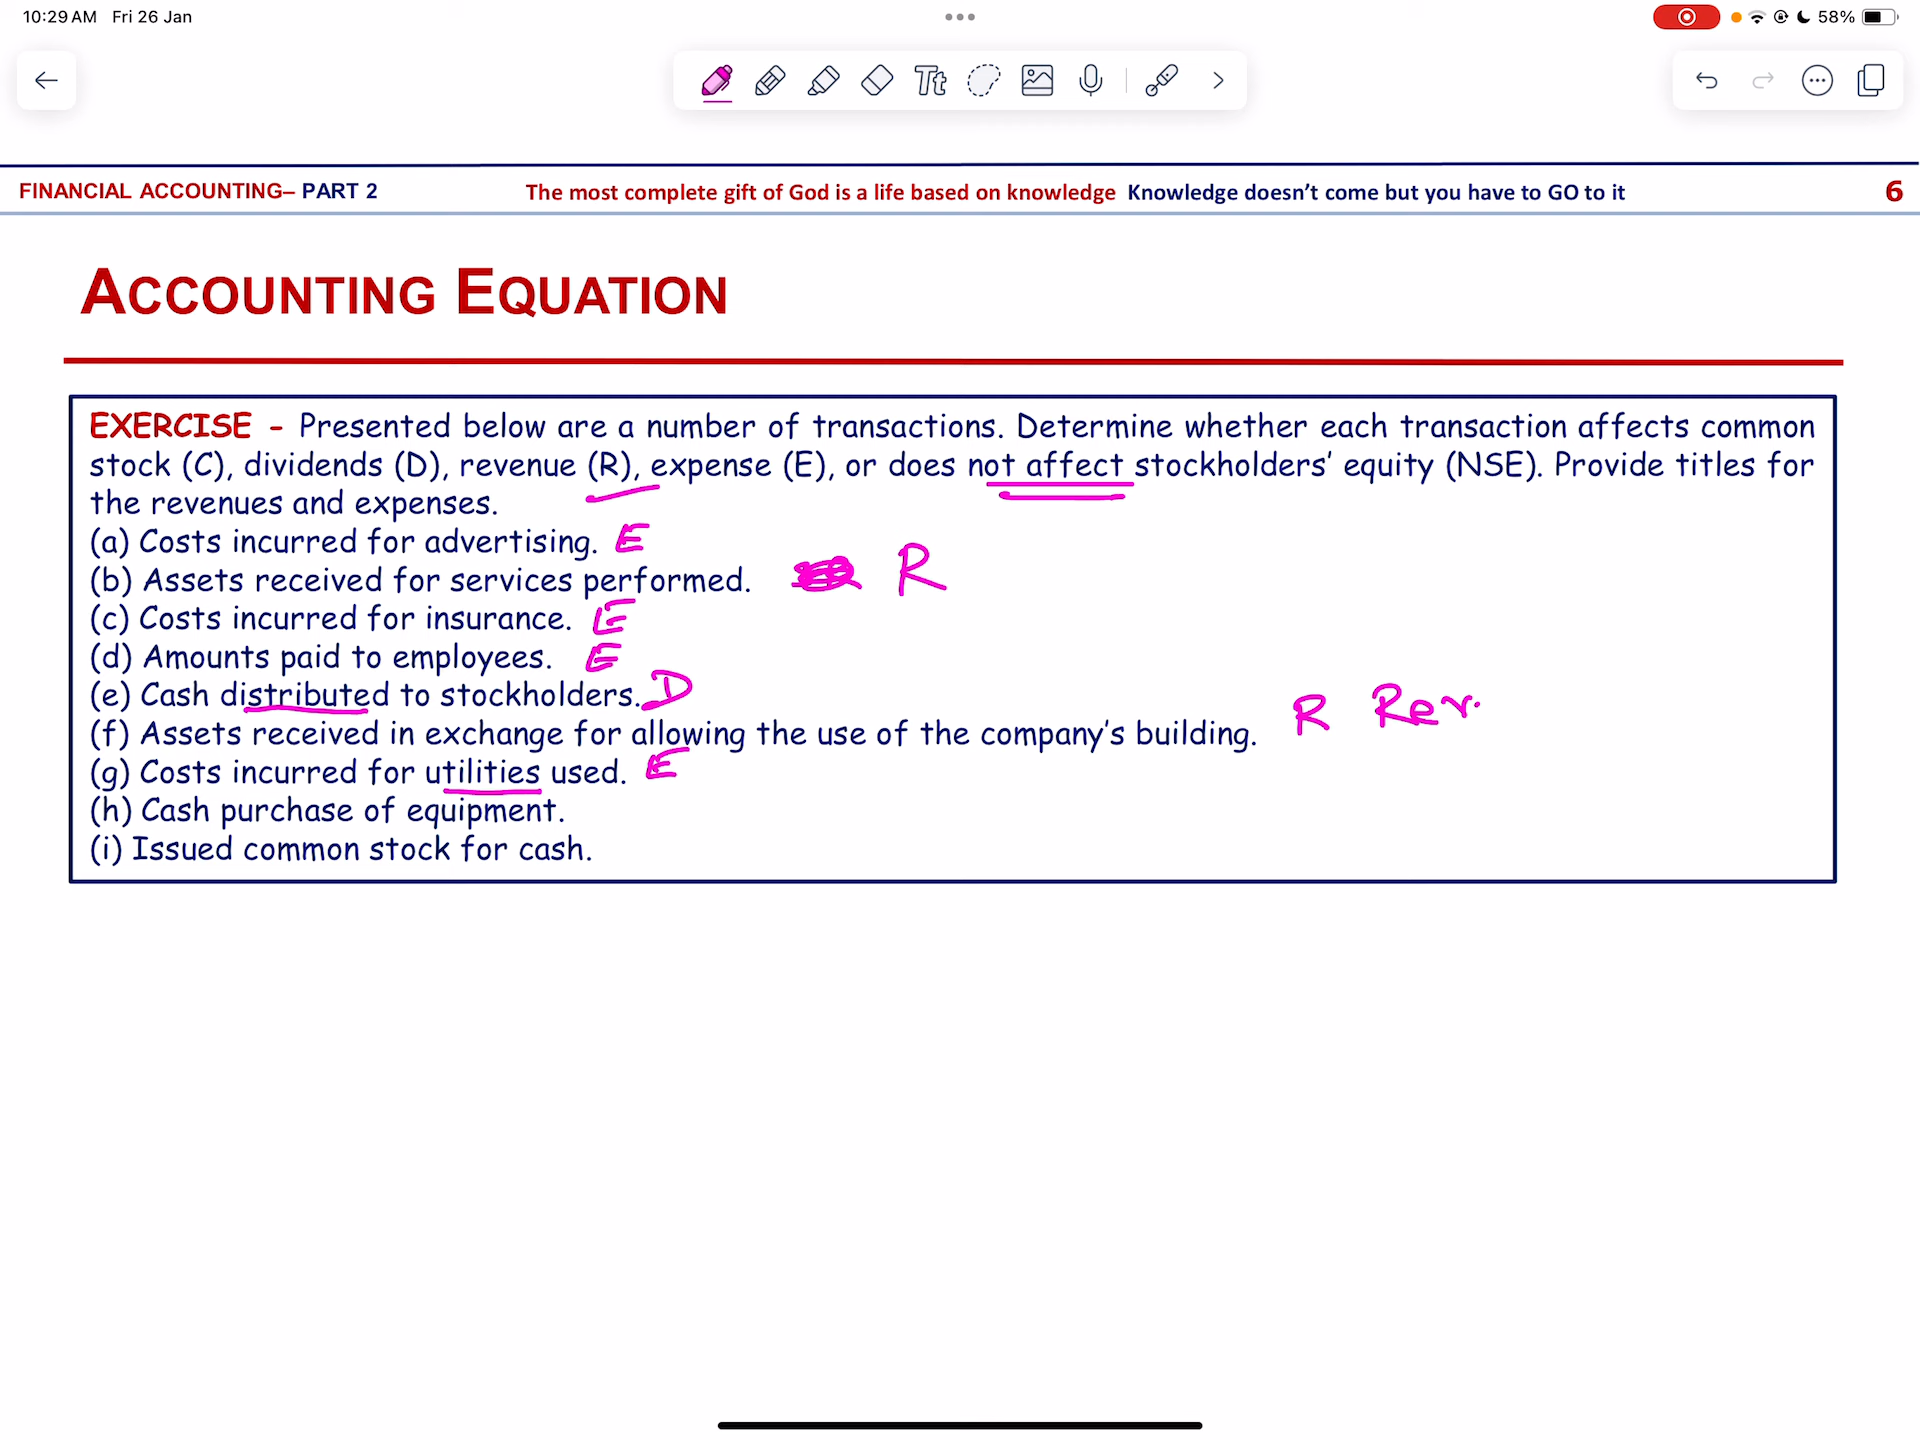 10:29 AM Fri 26 Jan
58%
Tt
FINANCIAL ACCOUNTING– PART 2 The most complete gift of God is a life based on knowledge Knowledge doesn’t come but you have to GO to it 6
ACCOUNTING EQUATION
EXERCISE - Presented below are a number of transactions. Determine whether each transaction affects common
stock (C), dividends (D), revenue (R), expense (E), or does not affect stockholders’ equity (NSE). Provide titles for
the revenues and expenses.
(a) Costs incurred for advertising. E
(b) Assets received for services performed. R
(c) Costs incurred for insurance. E
(d) Amounts paid to employees. E
(e) Cash distributed to stockholders. D
(f) Assets received in exchange for allowing the use of the company’s building. R Rev.
(g) Costs incurred for utilities used. E
(h) Cash purchase of equipment.
(i) Issued common stock for cash.